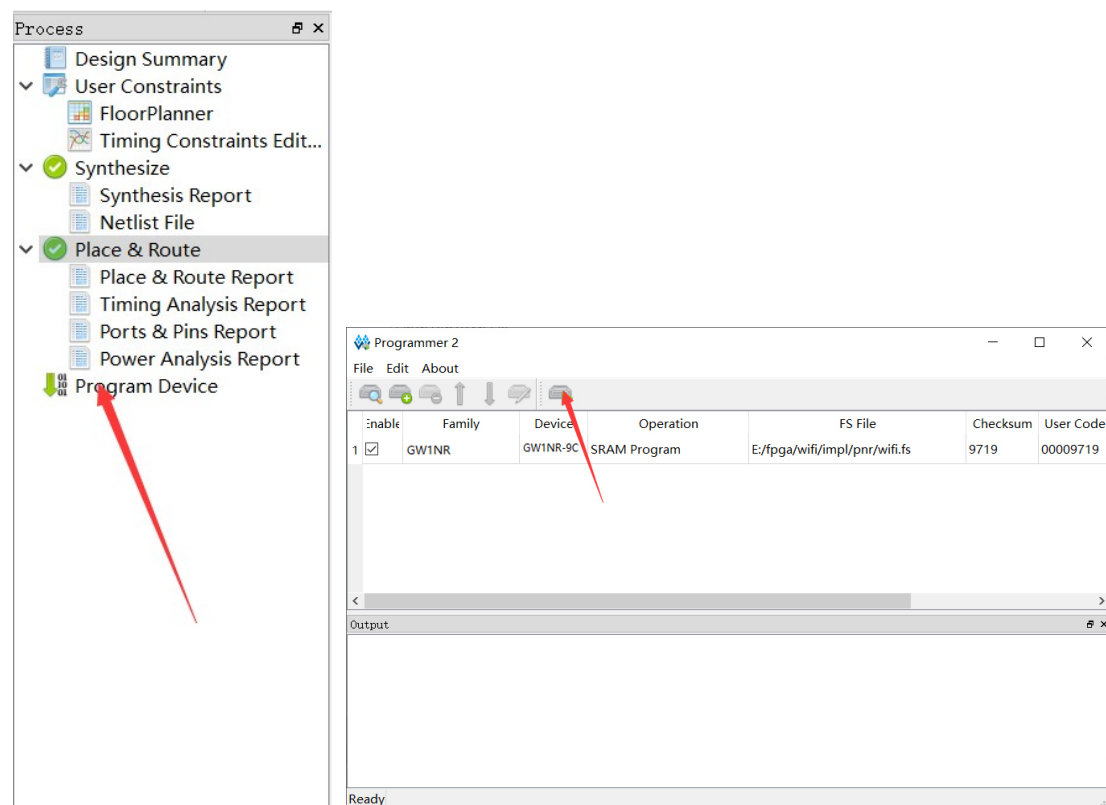 Process
Design Summary
User Constraints
FloorPlanner
Timing Constraints Edit...
Synthesize
Synthesis Report
Netlist File
Place & Route
Place & Route Report
Timing Analysis Report
Ports & Pins Report
Power Analysis Report
Program Device
Programmer 2
File Edit About
Enable Family Device Operation FS File Checksum User Code
1 GW1NR GW1NR-9C SRAM Program E:/fpga/wifi/impl/pnr/wifi.fs 9719 00009719
Output
Ready